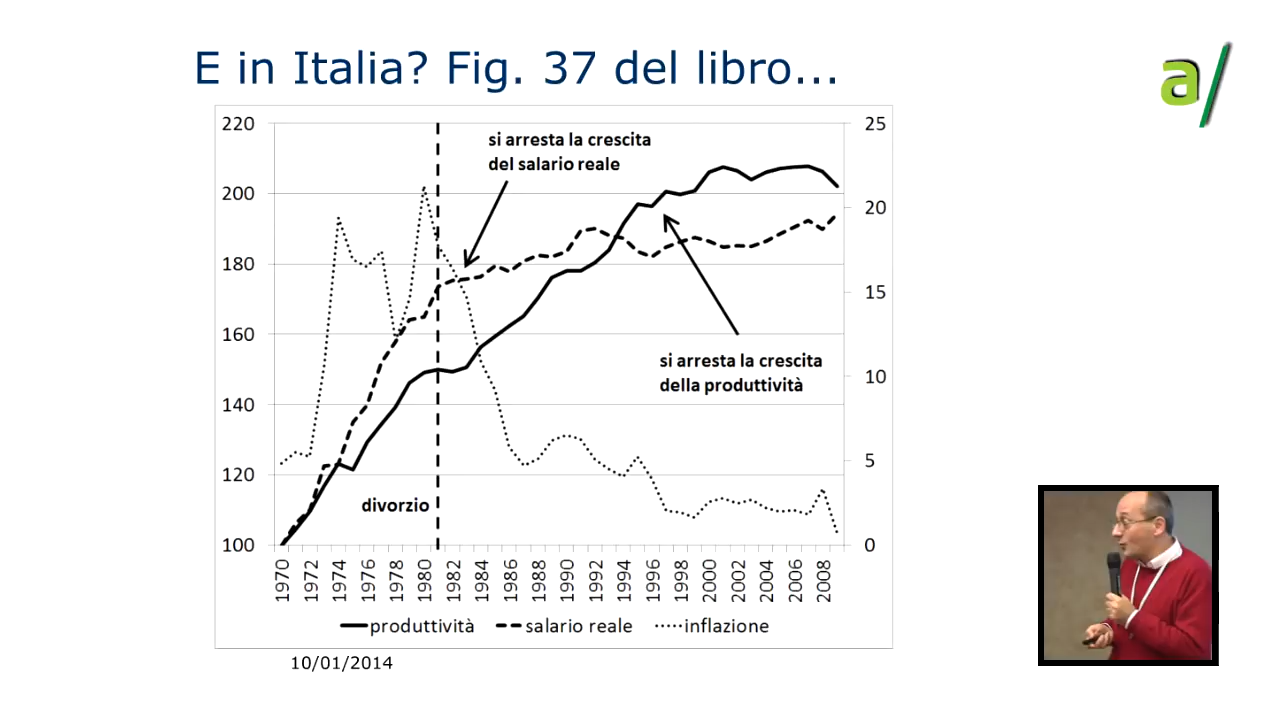 E in Italia? Fig. 37 del libro...
a/
220
200
180
160
140
120
100
25
20
15
10
5
0
si arresta la crescita
del salario reale
si arresta la crescita
della produttività
divorzio
1970 1972 1974 1976 1978 1980 1982 1984 1986 1988 1990 1992 1994 1996 1998 2000 2002 2004 2006 2008
produttività salario reale inflazione
10/01/2014